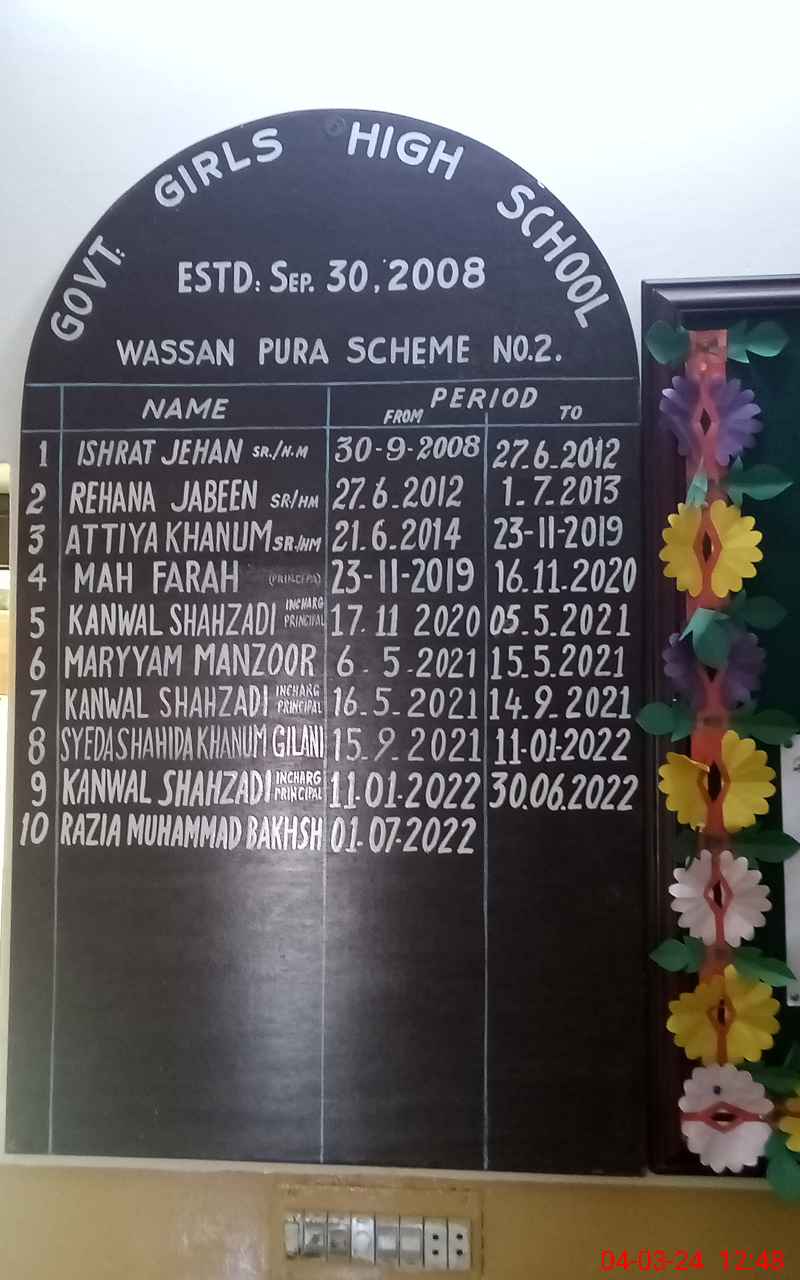 GOVT: GIRLS HIGH SCHOOL
ESTD: SEP. 30, 2008
WASSAN PURA SCHEME NO.2.
NAME PERIOD
FROM TO
1 ISHRAT JEHAN SR./H.M 30-9-2008 27.6.2012
2 REHANA JABEEN SR/HM 27.6.2012 1.7.2013
3 ATTIYA KHANUM SR./HM 21.6.2014 23-11-2019
4 MAH FARAH (PRINCIPAL) 23-11-2019 16.11-2020
5 KANWAL SHAHZADI INCHARG PRINCIPAL 17-11 2020 05.5.2021
6 MARYYAM MANZOOR 6-5-2021 15.5.2021
7 KANWAL SHAHZADI INCHARG PRINCIPAL 16-5-2021 14.9-2021
8 SYEDA SHAHIDA KHANUM GILANI 15.9.2021 11-01-2022
9 KANWAL SHAHZADI INCHARG PRINCIPAL 11-01-2022 30.06.2022
10 RAZIA MUHAMMAD BAKHSH 01-07-2022
04-03-24 12:48